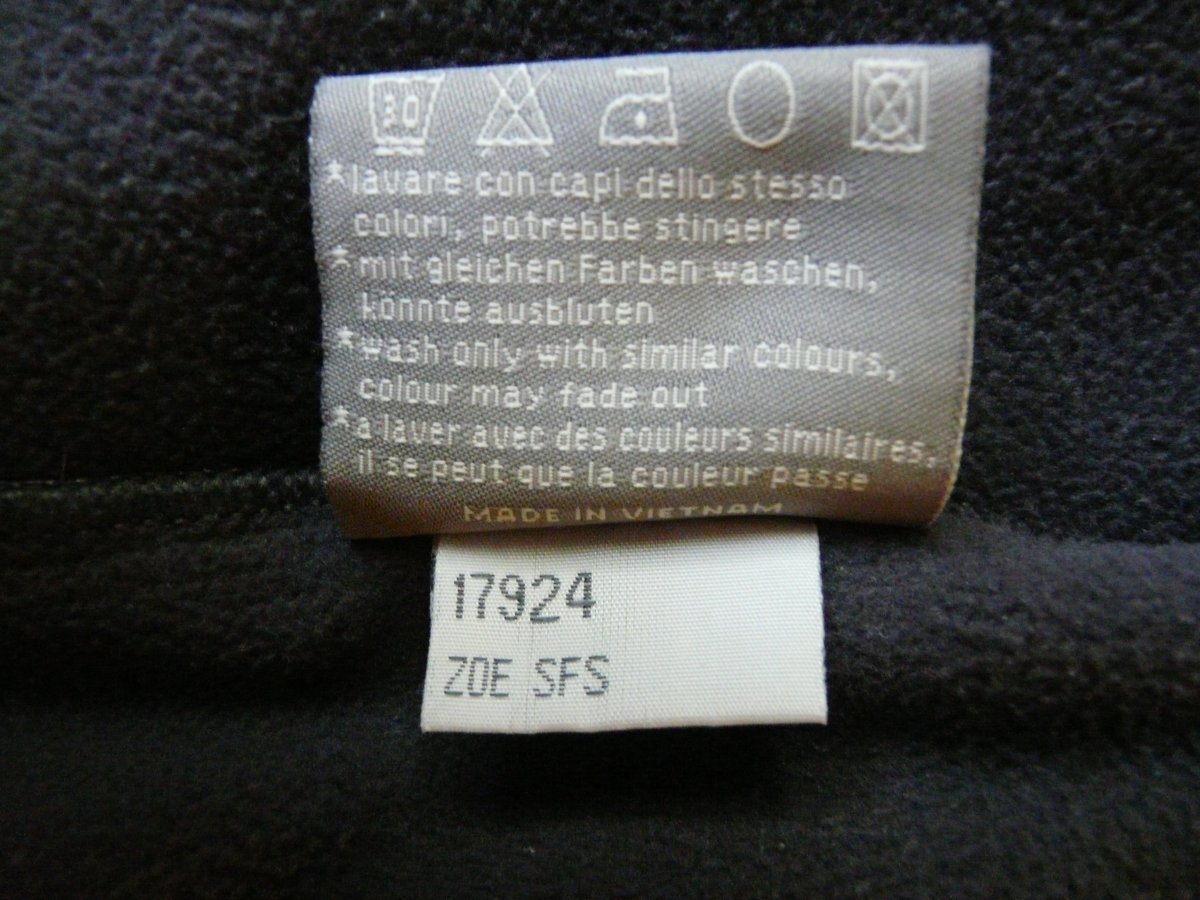 30
*lavare con capi dello stesso
colori, potrebbe stingere
*mit gleichen Farben waschen,
könnte ausbluten
*wash only with similar colours,
colour may fade out
*a laver avec des couleurs similaires,
il se peut que la couleur passe
MADE IN VIETNAM
17924
ZOE SFS